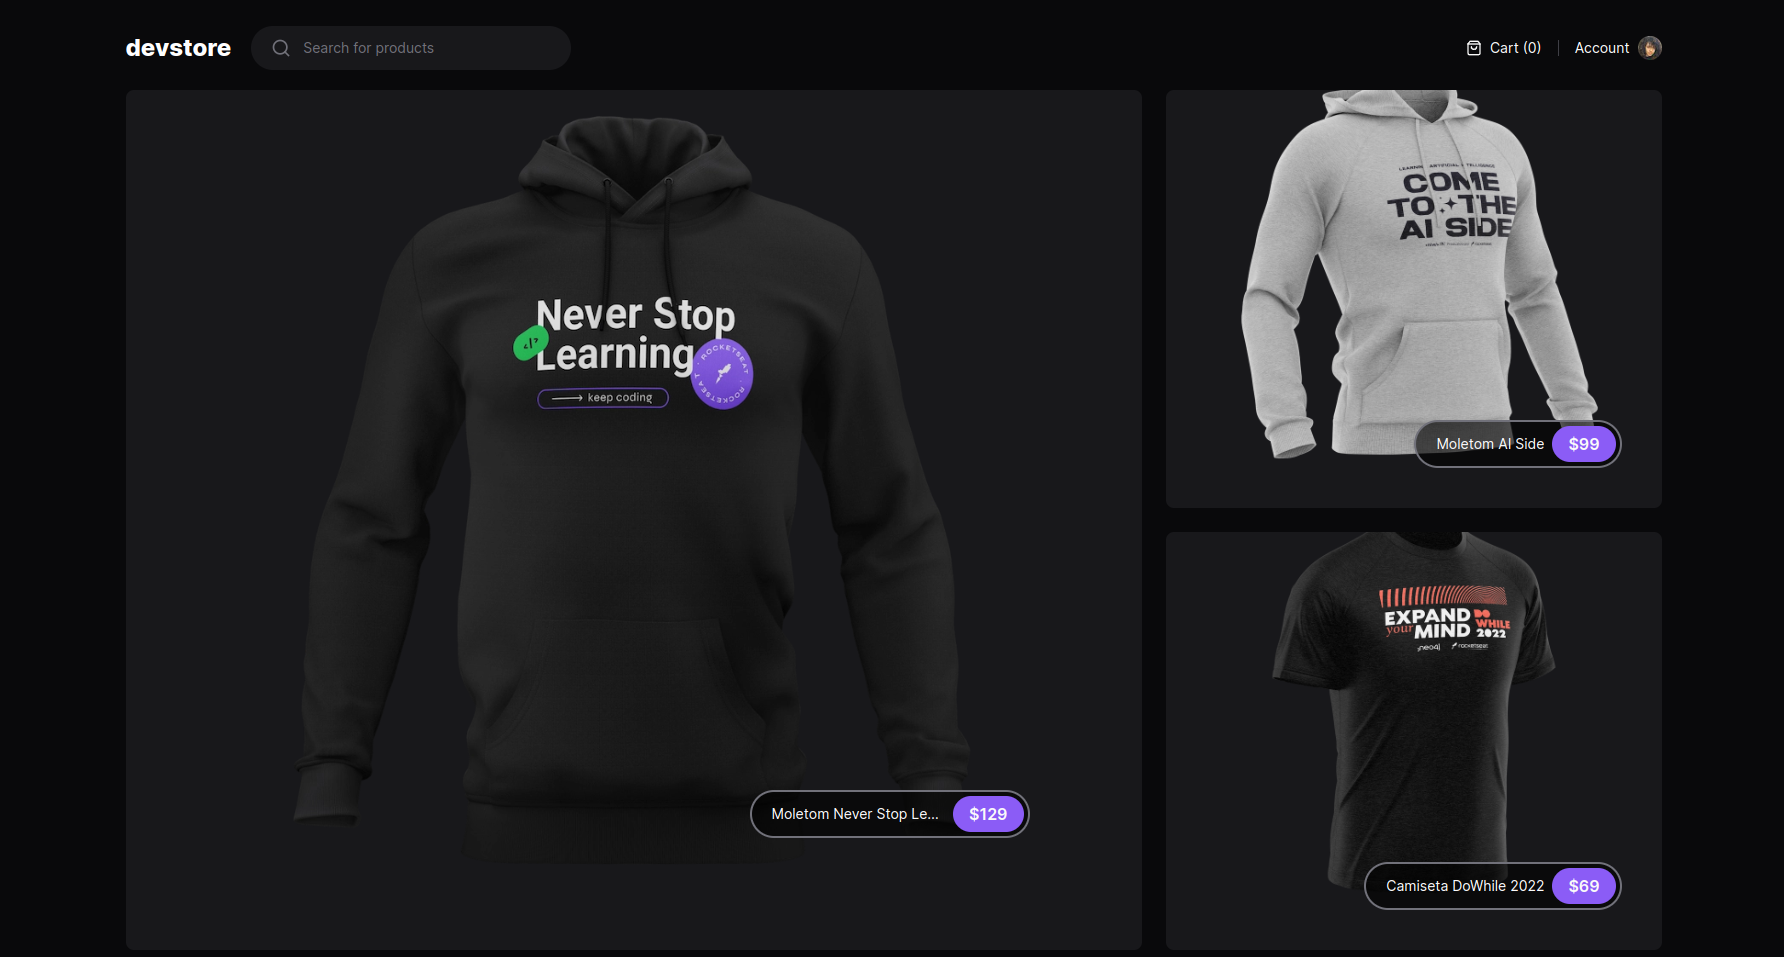 devstore
Search for products
Cart (0)
Account
Never Stop
Learning
keep coding
ROCKETSEAT · ROCKETSEAT
Moletom Never Stop Le...
$129
LEARNING ARTIFICIAL INTELLIGENCE
COME
TO THE
AI SIDE
Moletom AI Side
$99
EXPAND
your MIND
DO
WHILE
2022
neo4j
rocketseat
Camiseta DoWhile 2022
$69